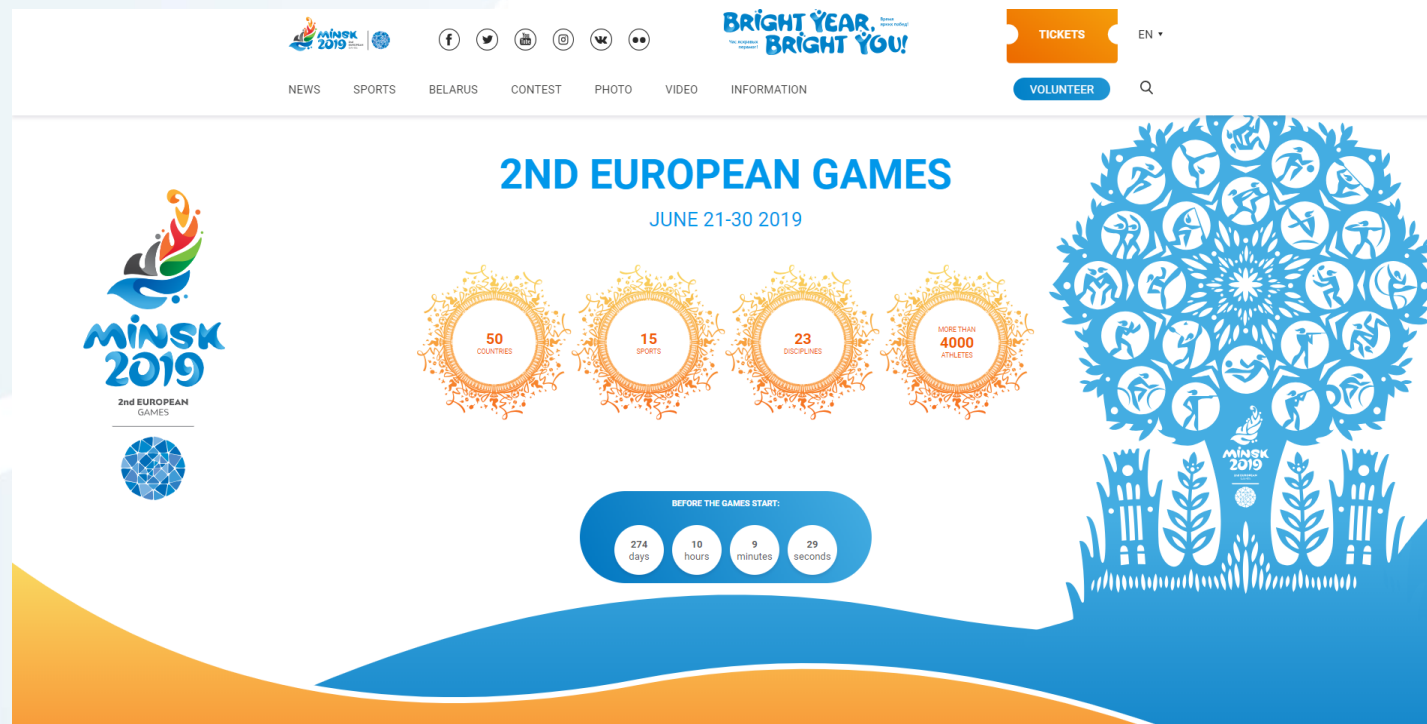 MINSK
2019
BRIGHT YEAR,
BRIGHT YOU!
TICKETS
EN
NEWS SPORTS BELARUS CONTEST PHOTO VIDEO INFORMATION
VOLUNTEER
2ND EUROPEAN GAMES
JUNE 21-30 2019
MINSK
2019
2nd EUROPEAN
GAMES
50
COUNTRIES
15
SPORTS
23
DISCIPLINES
MORE THAN
4000
ATHLETES
BEFORE THE GAMES START:
274 10 9 29
days hours minutes seconds
MINSK
2019